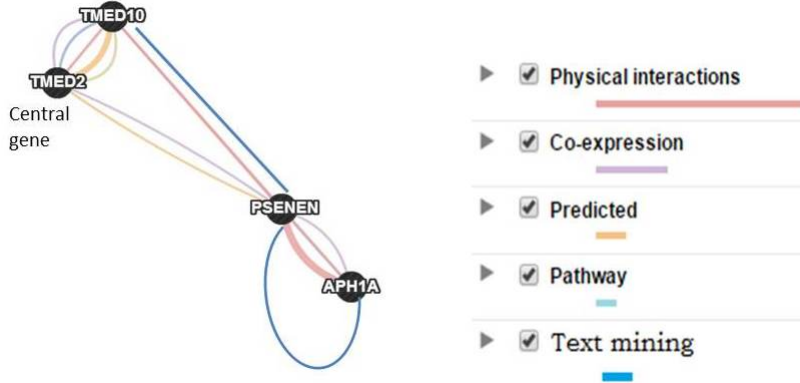 TMED10
TMED2
Central
gene
PSENEN
APH1A
Physical interactions
Co-expression
Predicted
Pathway
Text mining